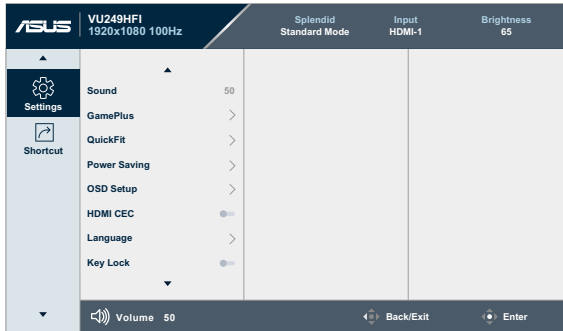 ASUS
VU249HFI
1920x1080 100Hz
Splendid
Standard Mode
Input
HDMI-1
Brightness
65
Settings
Shortcut
Sound 50
GamePlus
QuickFit
Power Saving
OSD Setup
HDMI CEC
Language
Key Lock
Volume 50
Back/Exit
Enter